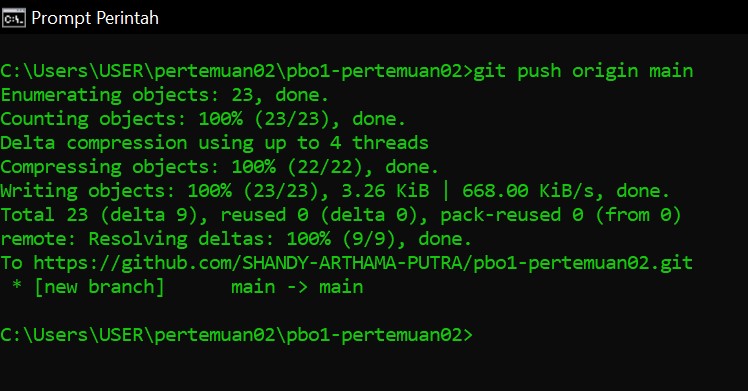 Prompt Perintah
C:\Users\USER\pertemuan02\pbo1-pertemuan02>git push origin main
Enumerating objects: 23, done.
Counting objects: 100% (23/23), done.
Delta compression using up to 4 threads
Compressing objects: 100% (22/22), done.
Writing objects: 100% (23/23), 3.26 KiB | 668.00 KiB/s, done.
Total 23 (delta 9), reused 0 (delta 0), pack-reused 0 (from 0)
remote: Resolving deltas: 100% (9/9), done.
To https://github.com/SHANDY-ARTHAMA-PUTRA/pbo1-pertemuan02.git
 * [new branch]      main -> main
C:\Users\USER\pertemuan02\pbo1-pertemuan02>